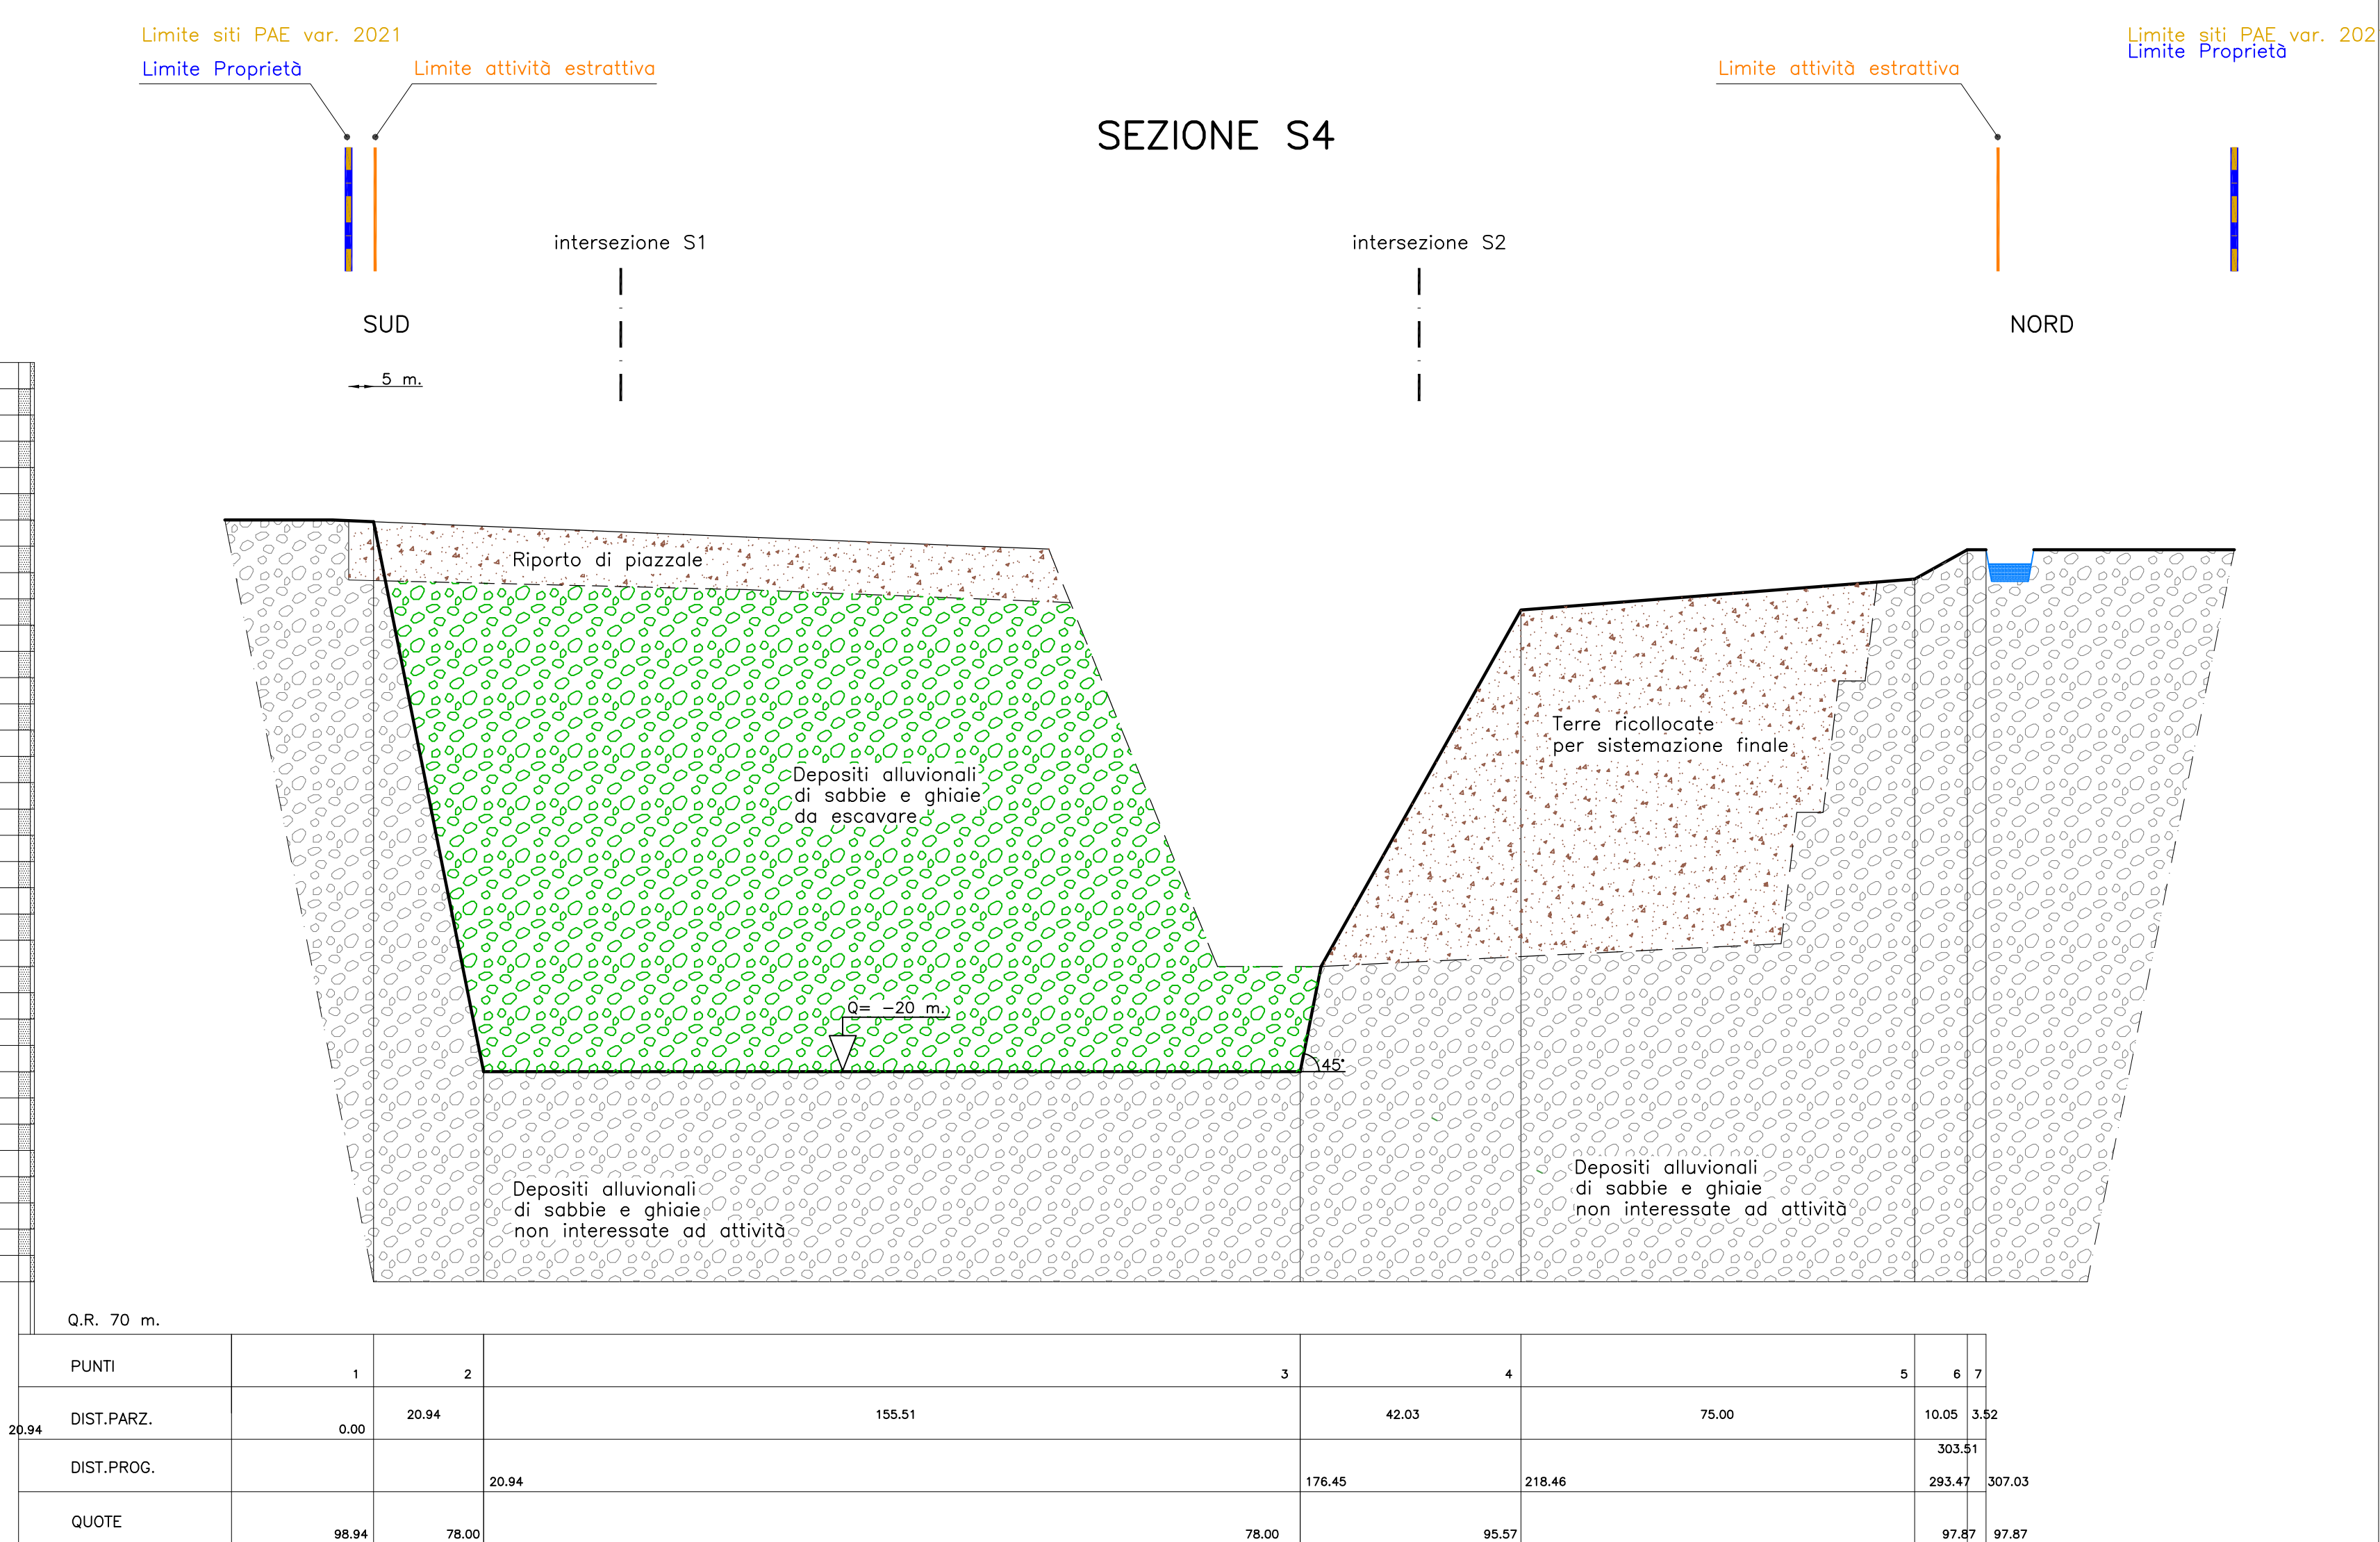 Limite siti PAE var. 2021
Limite Proprietà
Limite attività estrattiva
Limite attività estrattiva
Limite siti PAE var. 202
Limite Proprietà
SEZIONE S4
intersezione S1
intersezione S2
SUD
NORD
5 m.
Riporto di piazzale
Terre ricollocate
per sistemazione finale
Depositi alluvionali
di sabbie e ghiaie
da escavare
Q= -20 m.
45°
Depositi alluvionali
di sabbie e ghiaie
non interessate ad attività
Depositi alluvionali
di sabbie e ghiaie
non interessate ad attività
Q.R. 70 m.
PUNTI 1 2 3 4 5 6 7
DIST.PARZ. 0.00 20.94 155.51 42.03 75.00 10.05 3.52
20.94
303.51
DIST.PROG. 20.94 176.45 218.46 293.47 307.03
QUOTE 98.94 78.00 78.00 95.57 97.87 97.87